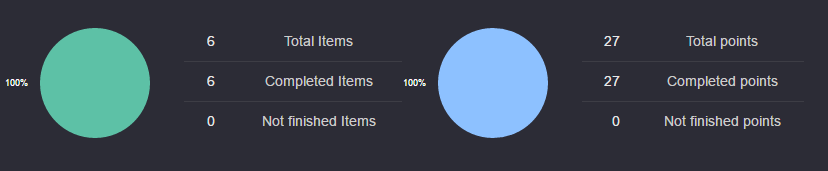 6 Total Items
100% 6 Completed Items
0 Not finished Items
27 Total points
100% 27 Completed points
0 Not finished points